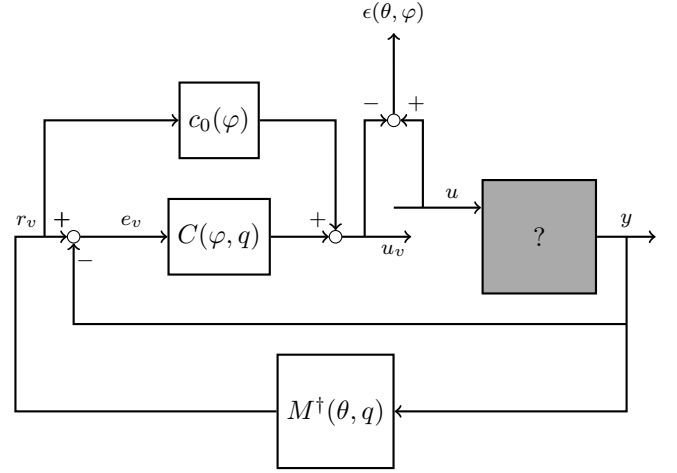 ϵ(θ, φ)
− +
c₀(φ)
r_v + e_v C(φ, q) + u_v
−
u ? y
M†(θ, q)